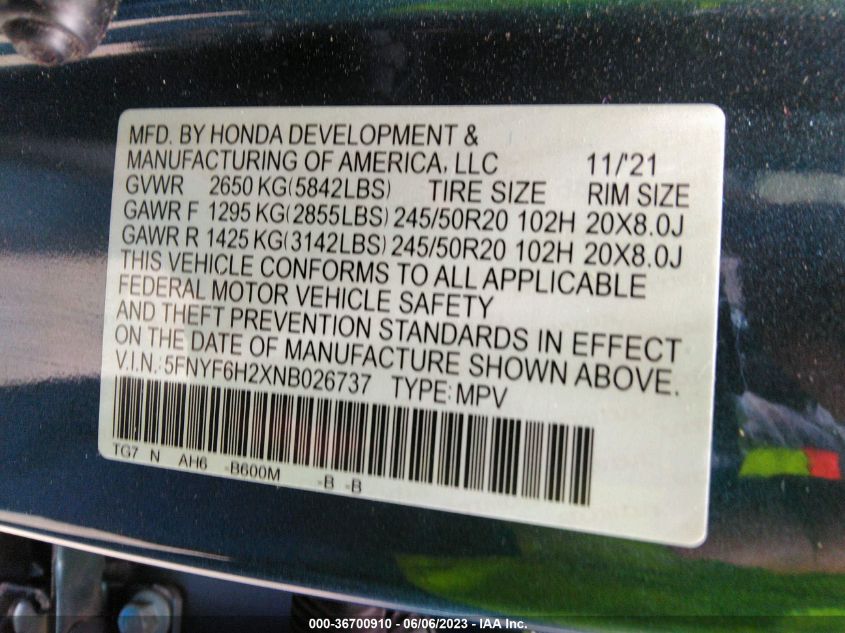 MFD. BY HONDA DEVELOPMENT &
MANUFACTURING OF AMERICA, LLC 11/'21
GVWR 2650 KG(5842LBS) TIRE SIZE RIM SIZE
GAWR F 1295 KG(2855LBS) 245/50R20 102H 20X8.0J
GAWR R 1425 KG(3142LBS) 245/50R20 102H 20X8.0J
THIS VEHICLE CONFORMS TO ALL APPLICABLE
FEDERAL MOTOR VEHICLE SAFETY
AND THEFT PREVENTION STANDARDS IN EFFECT
ON THE DATE OF MANUFACTURE SHOWN ABOVE.
V.I.N.: 5FNYF6H2XNB026737 TYPE: MPV
TG7 N AH6 -B600M -B -B
000-36700910 - 06/06/2023 - ©IAA, Inc.